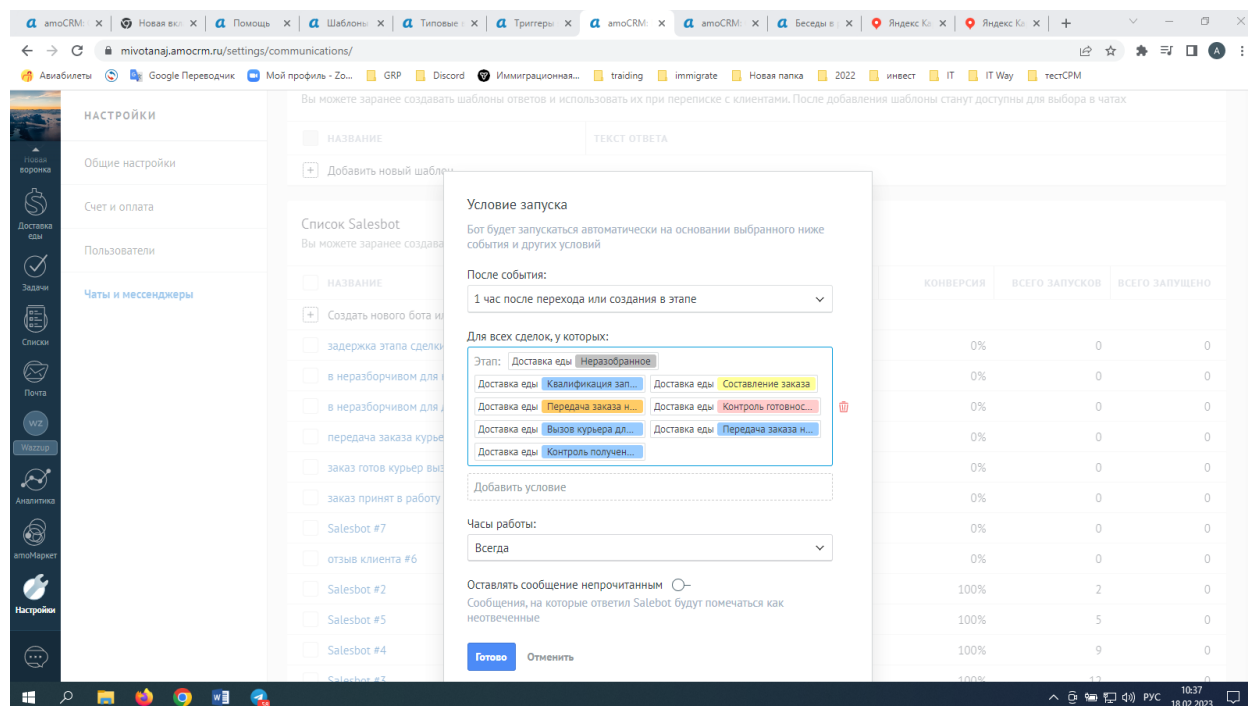 amoCRM:
Новая вкл
Помощь
Шаблоны
Типовые
Триггеры
amoCRM:
amoCRM:
Беседы в
Яндекс Ка
Яндекс Ка
mivotanaj.amocrm.ru/settings/communications/
A
Авиабилеты
Google Переводчик
Мой профиль - Zo...
GRP
Discord
Иммиграционная...
traiding
immigrate
Новая папка
2022
инвест
IT
IT Way
тестCPM
Новая
воронка
Доставка
еды
Задачи
Списки
Почта
WZ
Wazzup
Аналитика
amoМаркет
Настройки
НАСТРОЙКИ
Общие настройки
Счет и оплата
Пользователи
Чаты и мессенджеры
Вы можете заранее создавать шаблоны ответов и использовать их при переписке с клиентами. После добавления шаблоны станут доступны для выбора в чатах
НАЗВАНИЕ ТЕКСТ ОТВЕТА
Добавить новый шаблон
Список Salesbot
Вы можете заранее создава
НАЗВАНИЕ КОНВЕРСИЯ ВСЕГО ЗАПУСКОВ ВСЕГО ЗАПУЩЕНО
Создать нового бота
задержка этапа сделки 0% 0 0
в неразборчивом для 0% 0 0
в неразборчивом для 0% 0 0
передача заказа курье 0% 0 0
заказ готов курьер выз 0% 0 0
заказ принят в работу 0% 0 0
Salesbot #7 0% 0 0
отзыв клиента #6 0% 0 0
Salesbot #2 100% 2 0
Salesbot #5 100% 5 0
Salesbot #4 100% 9 0
Salesbot #3 100% 12 0
Условие запуска
Бот будет запускаться автоматически на основании выбранного ниже
события и других условий
После события:
1 час после перехода или создания в этапе
Для всех сделок, у которых:
Этап: Доставка еды Неразобранное
Доставка еды Квалификация зап... Доставка еды Составление заказа
Доставка еды Передача заказа н... Доставка еды Контроль готовнос...
Доставка еды Вызов курьера дл... Доставка еды Передача заказа н...
Доставка еды Контроль получен...
Добавить условие
Часы работы:
Всегда
Оставлять сообщение непрочитанным
Сообщения, на которые ответил Salebot будут помечаться как
неотвеченные
Готово Отменить
РУС
10:37
18.02.2023